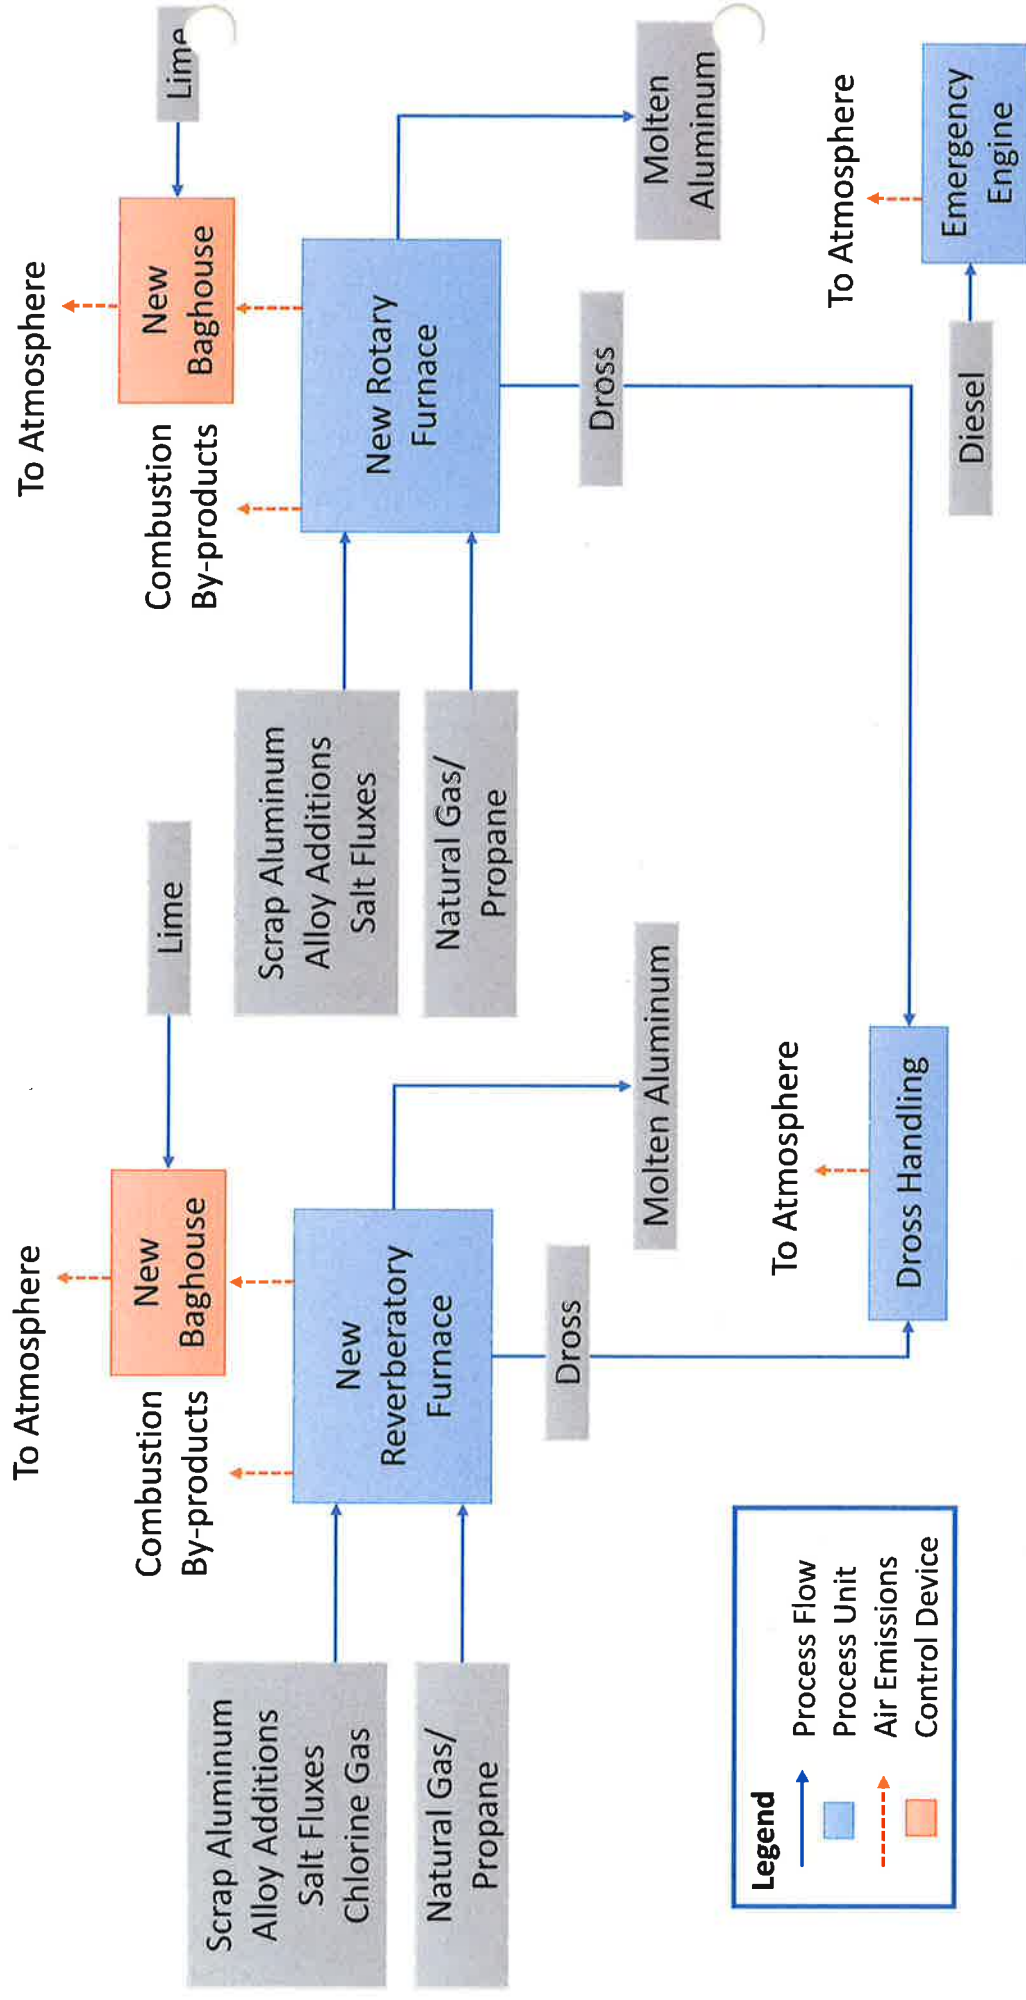 To Atmosphere
New
Baghouse
Lime
Combustion
By-products
Scrap Aluminum
Alloy Additions
Salt Fluxes
Chlorine Gas
Natural Gas/
Propane
New
Reverberatory
Furnace
Dross
Molten Aluminum
To Atmosphere
New
Baghouse
Lime
Combustion
By-products
Scrap Aluminum
Alloy Additions
Salt Fluxes
Natural Gas/
Propane
New Rotary
Furnace
Dross
Molten
Aluminum
To Atmosphere
Dross Handling
To Atmosphere
Diesel
Emergency
Engine
Legend
Process Flow
Process Unit
Air Emissions
Control Device